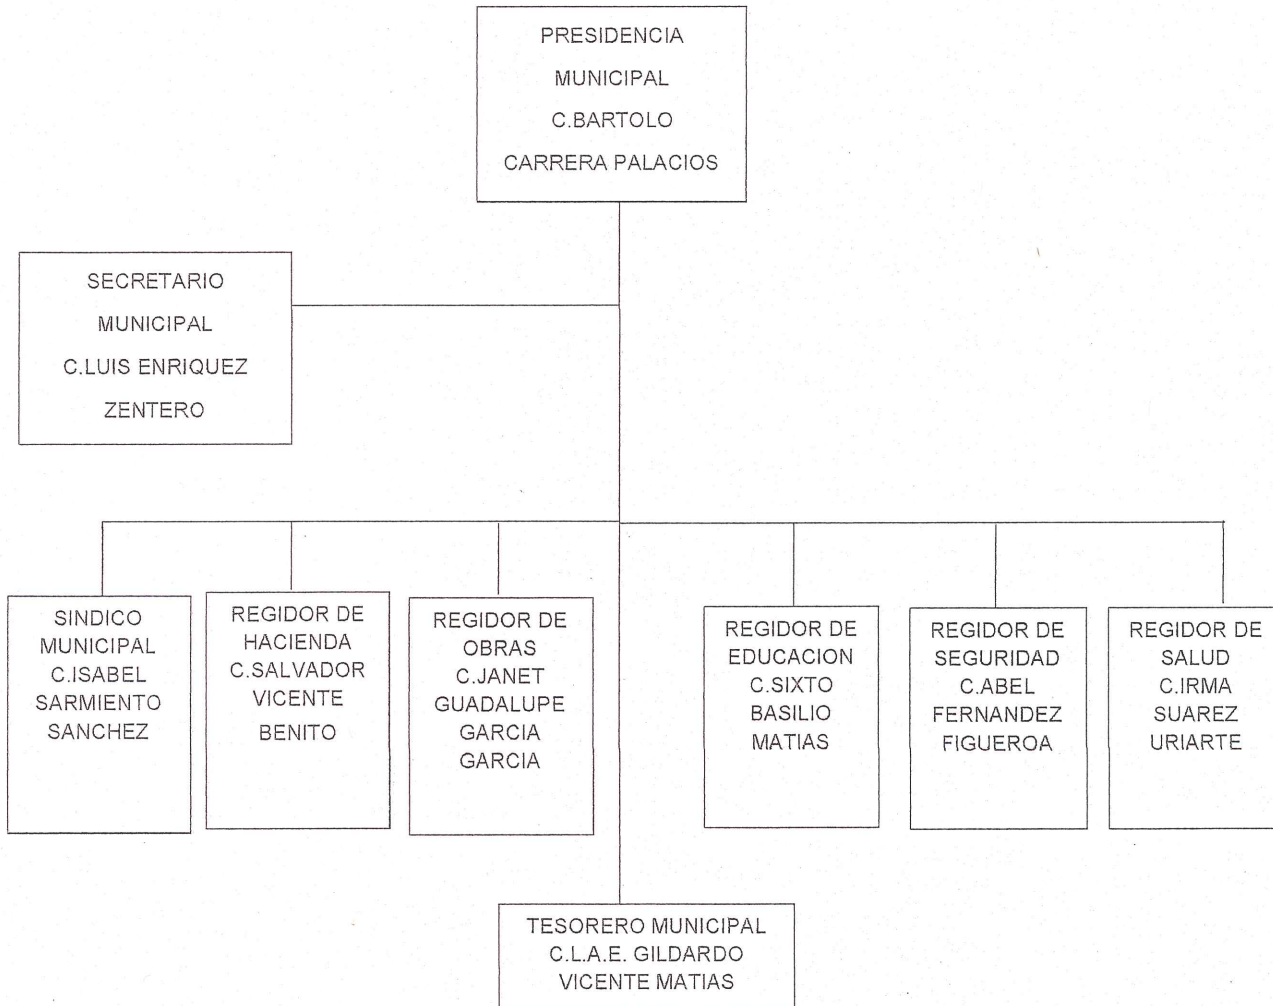 PRESIDENCIA
MUNICIPAL
C.BARTOLO
CARRERA PALACIOS
SECRETARIO
MUNICIPAL
C.LUIS ENRIQUEZ
ZENTERO
SINDICO
MUNICIPAL
C.ISABEL
SARMIENTO
SANCHEZ
REGIDOR DE
HACIENDA
C.SALVADOR
VICENTE
BENITO
REGIDOR DE
OBRAS
C.JANET
GUADALUPE
GARCIA
GARCIA
REGIDOR DE
EDUCACION
C.SIXTO
BASILIO
MATIAS
REGIDOR DE
SEGURIDAD
C.ABEL
FERNANDEZ
FIGUEROA
REGIDOR DE
SALUD
C.IRMA
SUAREZ
URIARTE
TESORERO MUNICIPAL
C.L.A.E. GILDARDO
VICENTE MATIAS